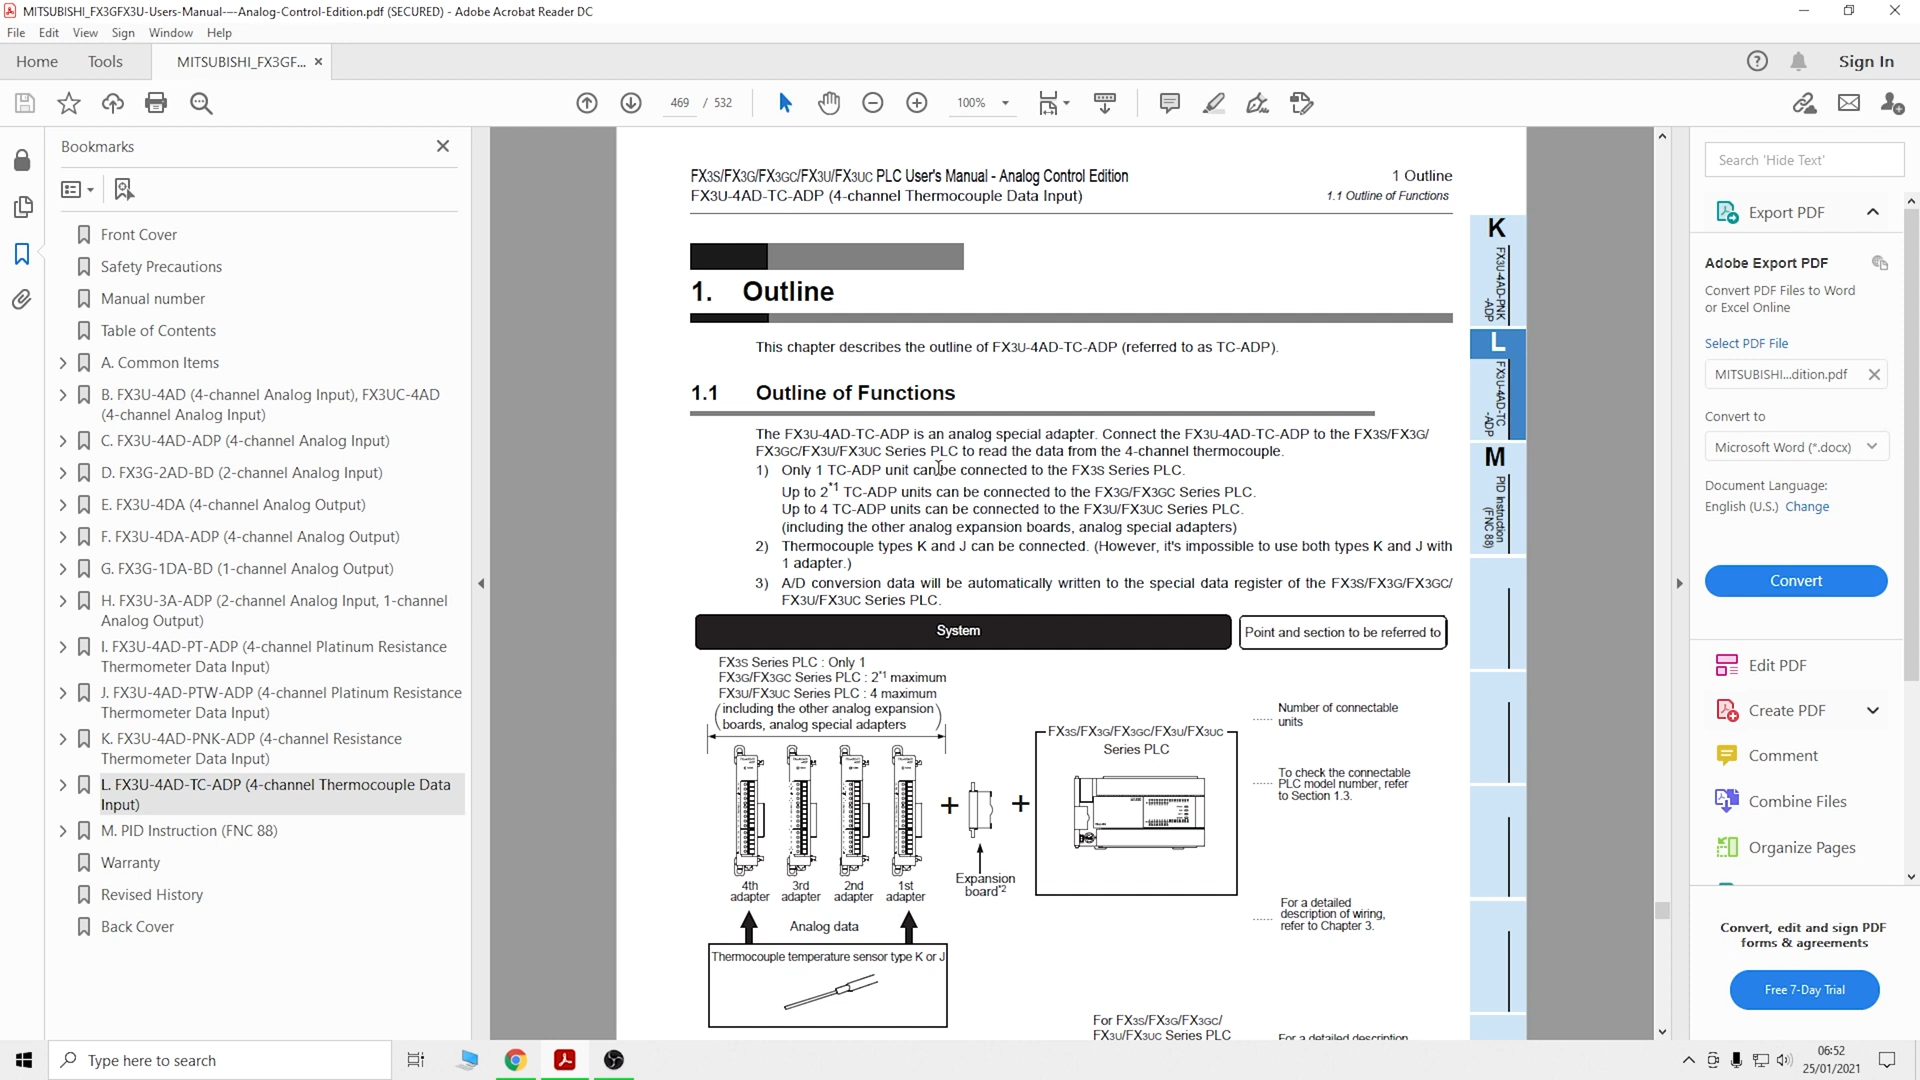 MITSUBISHI_FX3GFX3U-Users-Manual-–-Analog-Control-Edition.pdf (SECURED) - Adobe Acrobat Reader DC
File Edit View Sign Window Help
Home Tools MITSUBISHI_FX3GF... Sign In
469 / 532 100%
Bookmarks
Front Cover
Safety Precautions
Manual number
Table of Contents
A. Common Items
B. FX3U-4AD (4-channel Analog Input), FX3UC-4AD
(4-channel Analog Input)
C. FX3U-4AD-ADP (4-channel Analog Input)
D. FX3G-2AD-BD (2-channel Analog Input)
E. FX3U-4DA (4-channel Analog Output)
F. FX3U-4DA-ADP (4-channel Analog Output)
G. FX3G-1DA-BD (1-channel Analog Output)
H. FX3U-3A-ADP (2-channel Analog Input, 1-channel
Analog Output)
I. FX3U-4AD-PT-ADP (4-channel Platinum Resistance
Thermometer Data Input)
J. FX3U-4AD-PTW-ADP (4-channel Platinum Resistance
Thermometer Data Input)
K. FX3U-4AD-PNK-ADP (4-channel Resistance
Thermometer Data Input)
L. FX3U-4AD-TC-ADP (4-channel Thermocouple Data
Input)
M. PID Instruction (FNC 88)
Warranty
Revised History
Back Cover
FX3S/FX3G/FX3GC/FX3U/FX3UC PLC User's Manual - Analog Control Edition
1 Outline
FX3U-4AD-TC-ADP (4-channel Thermocouple Data Input)
1.1 Outline of Functions
1. Outline
This chapter describes the outline of FX3U-4AD-TC-ADP (referred to as TC-ADP).
1.1 Outline of Functions
The FX3U-4AD-TC-ADP is an analog special adapter. Connect the FX3U-4AD-TC-ADP to the FX3S/FX3G/
FX3GC/FX3U/FX3UC Series PLC to read the data from the 4-channel thermocouple.
1) Only 1 TC-ADP unit can be connected to the FX3S Series PLC.
Up to 2*1 TC-ADP units can be connected to the FX3G/FX3GC Series PLC.
Up to 4 TC-ADP units can be connected to the FX3U/FX3UC Series PLC.
(including the other analog expansion boards, analog special adapters)
2) Thermocouple types K and J can be connected. (However, it's impossible to use both types K and J with
1 adapter.)
3) A/D conversion data will be automatically written to the special data register of the FX3S/FX3G/FX3GC/
FX3U/FX3UC Series PLC.
System
Point and section to be referred to
FX3S Series PLC : Only 1
FX3G/FX3GC Series PLC : 2*1 maximum
FX3U/FX3UC Series PLC : 4 maximum
(including the other analog expansion
boards, analog special adapters)
FX3S/FX3G/FX3GC/FX3U/FX3UC
Series PLC
+ +
Expansion
board*2
4th
adapter
3rd
adapter
2nd
adapter
1st
adapter
Analog data
Thermocouple temperature sensor type K or J
Number of connectable
units
To check the connectable
PLC model number, refer
to Section 1.3.
For a detailed
description of wiring,
refer to Chapter 3.
For FX3S/FX3G/FX3GC/
FX3U/FX3UC Series PLC
For a detailed description
K
FX3U-4AD-PNK
-ADP
L
FX3U-4AD-TC
-ADP
M
PID Instruction
(FNC 88)
Search 'Hide Text'
Export PDF
Adobe Export PDF
Convert PDF Files to Word
or Excel Online
Select PDF File
MITSUBISHI...dition.pdf
Convert to
Microsoft Word (*.docx)
Document Language:
English (U.S.) Change
Convert
Edit PDF
Create PDF
Comment
Combine Files
Organize Pages
Convert, edit and sign PDF
forms & agreements
Free 7-Day Trial
Type here to search
06:52
25/01/2021